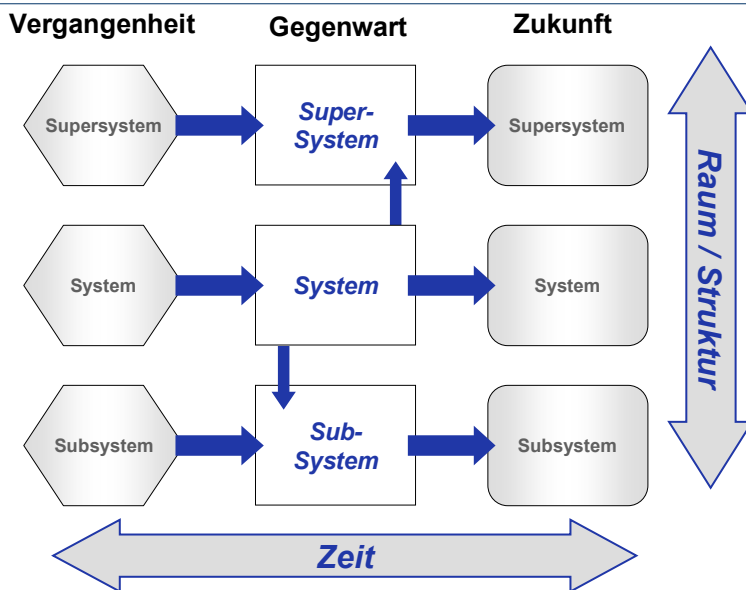 Vergangenheit Gegenwart Zukunft
Supersystem
Super-
System
Supersystem
System
System
System
Subsystem
Sub-
System
Subsystem
Raum / Struktur
Zeit